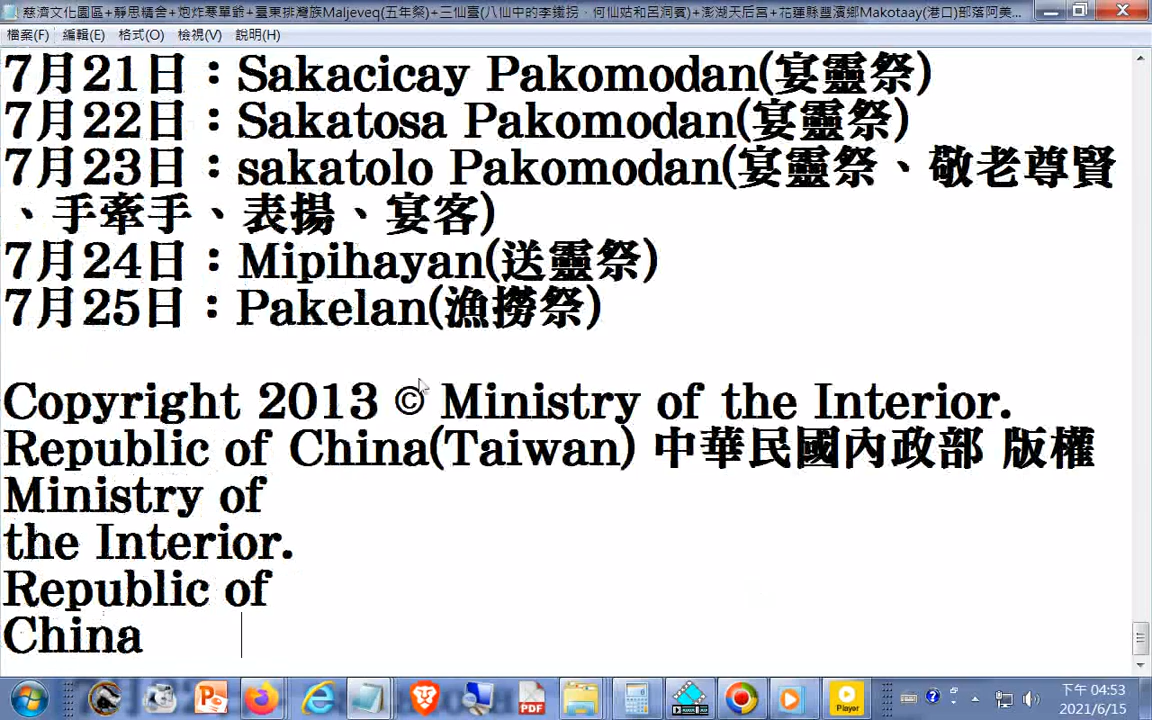 慈濟文化園區+靜思精舍+炮炸寒單爺+臺東排灣族Maljeveq(五年祭)+三仙臺(八仙中的李鐵拐、何仙姑和呂洞賓)+澎湖天后宮+花蓮縣豐濱鄉Makotaay(港口)部落阿美...
檔案(F) 編輯(E) 格式(O) 檢視(V) 說明(H)
7月21日：Sakacicay Pakomodan(宴靈祭)
7月22日：Sakatosa Pakomodan(宴靈祭)
7月23日：sakatolo Pakomodan(宴靈祭、敬老尊賢
、手牽手、表揚、宴客)
7月24日：Mipihayan(送靈祭)
7月25日：Pakelan(漁撈祭)
Copyright 2013 © Ministry of the Interior.
Republic of China(Taiwan) 中華民國內政部 版權
Ministry of
the Interior.
Republic of
China
PDF
Player
下午 04:53
2021/6/15